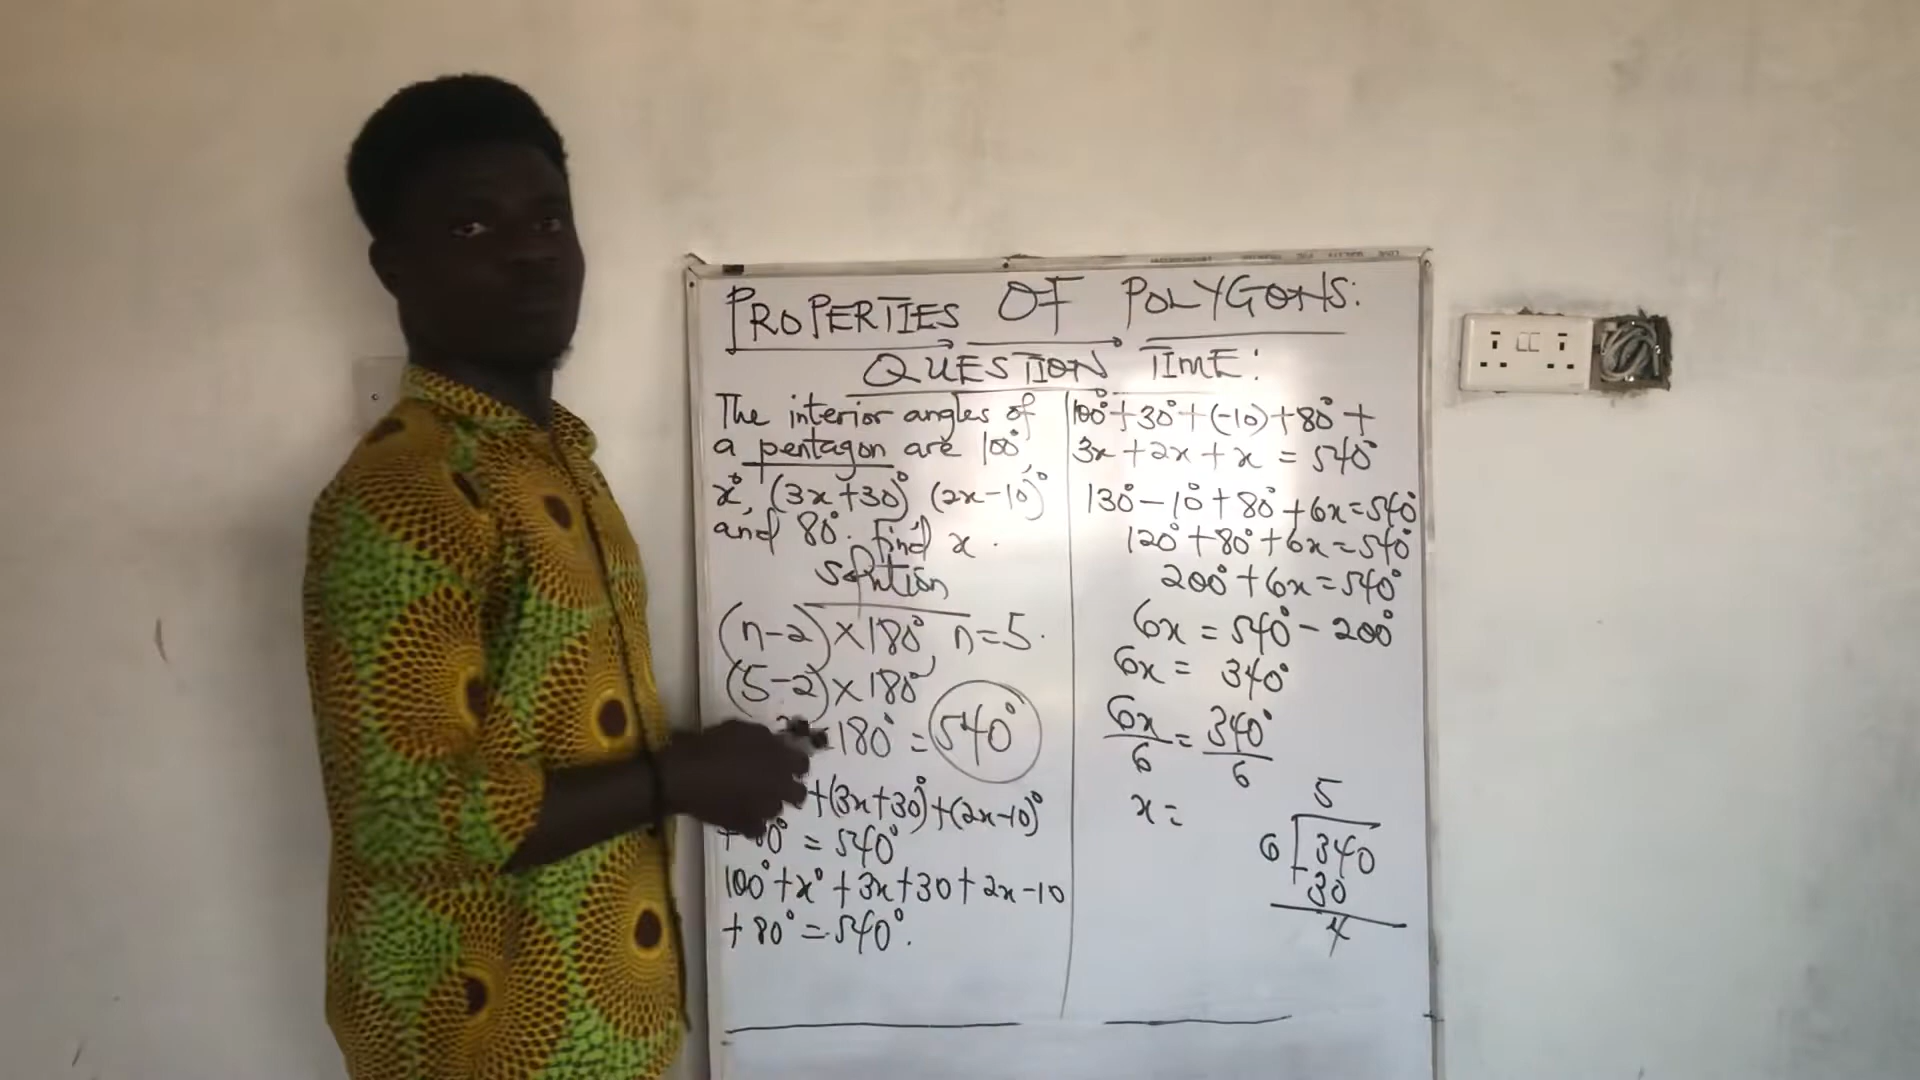 PROPERTIES OF POLYGONS:
QUESTION TIME:
The interior angles of
a pentagon are 100°,
x°, (3x+30)° (2x-10)°
and 80°. Find x.
Solution
(n-2)×180°, n=5.
(5-2)×180°
180° = 540°
+(3x+30)°+(2x-10)°
+ 80° = 540°
100°+x°+3x+30+2x-10
+80°=540°.
100°+30°+(-10)+80°+
3x+2x+x = 540°
130°-10°+80°+6x=540°
120°+80°+6x=540°
200°+6x=540°
6x = 540°-200°
6x = 340°
6x/6 = 340°/6
x =
5
6 340
- 30
4